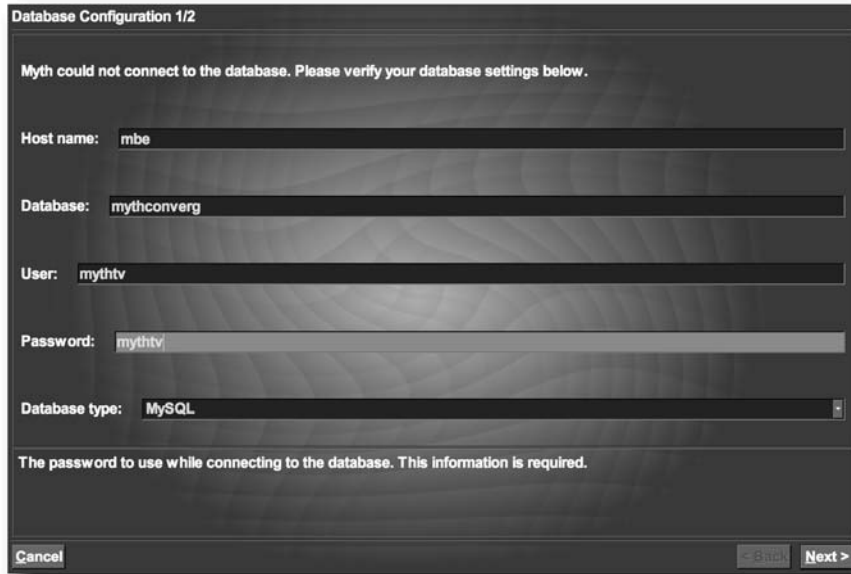 Database Configuration 1/2
Myth could not connect to the database. Please verify your database settings below.
Host name: mbe
Database: mythconverg
User: mythtv
Password: mythtv
Database type: MySQL
The password to use while connecting to the database. This information is required.
Cancel < Back Next >